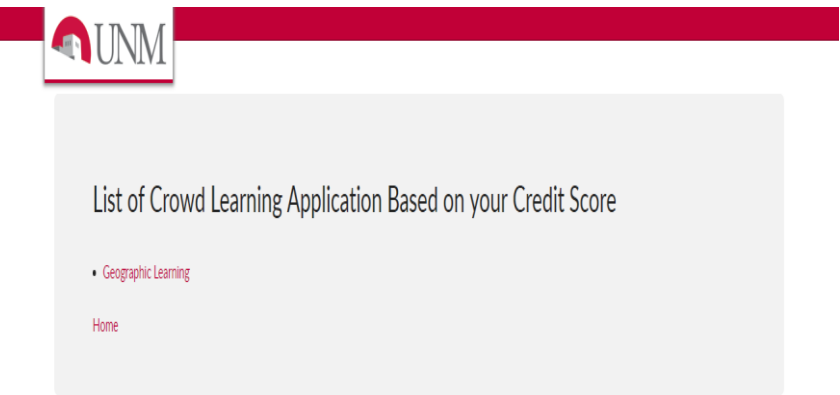 UNM
List of Crowd Learning Application Based on your Credit Score
Geographic Learning
Home